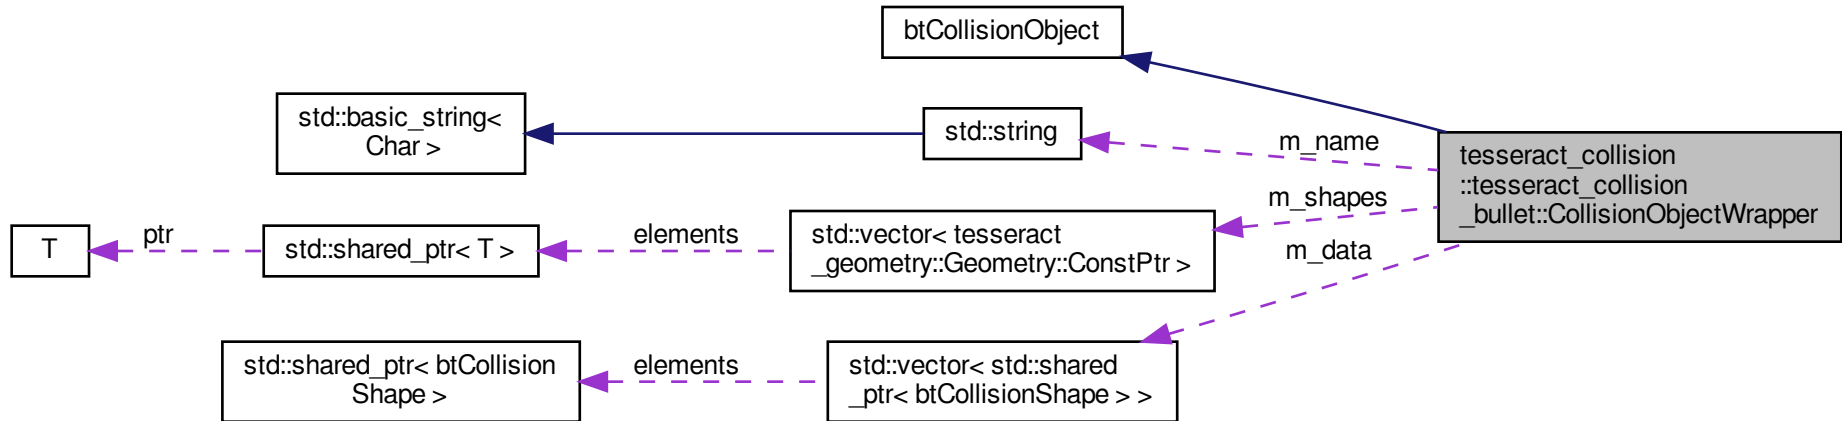 btCollisionObject
std::basic_string<
Char >
std::string
m_name
tesseract_collision
::tesseract_collision
_bullet::CollisionObjectWrapper
T
ptr
std::shared_ptr< T >
elements
std::vector< tesseract
_geometry::Geometry::ConstPtr >
m_shapes
m_data
std::shared_ptr< btCollision
Shape >
elements
std::vector< std::shared
_ptr< btCollisionShape > >